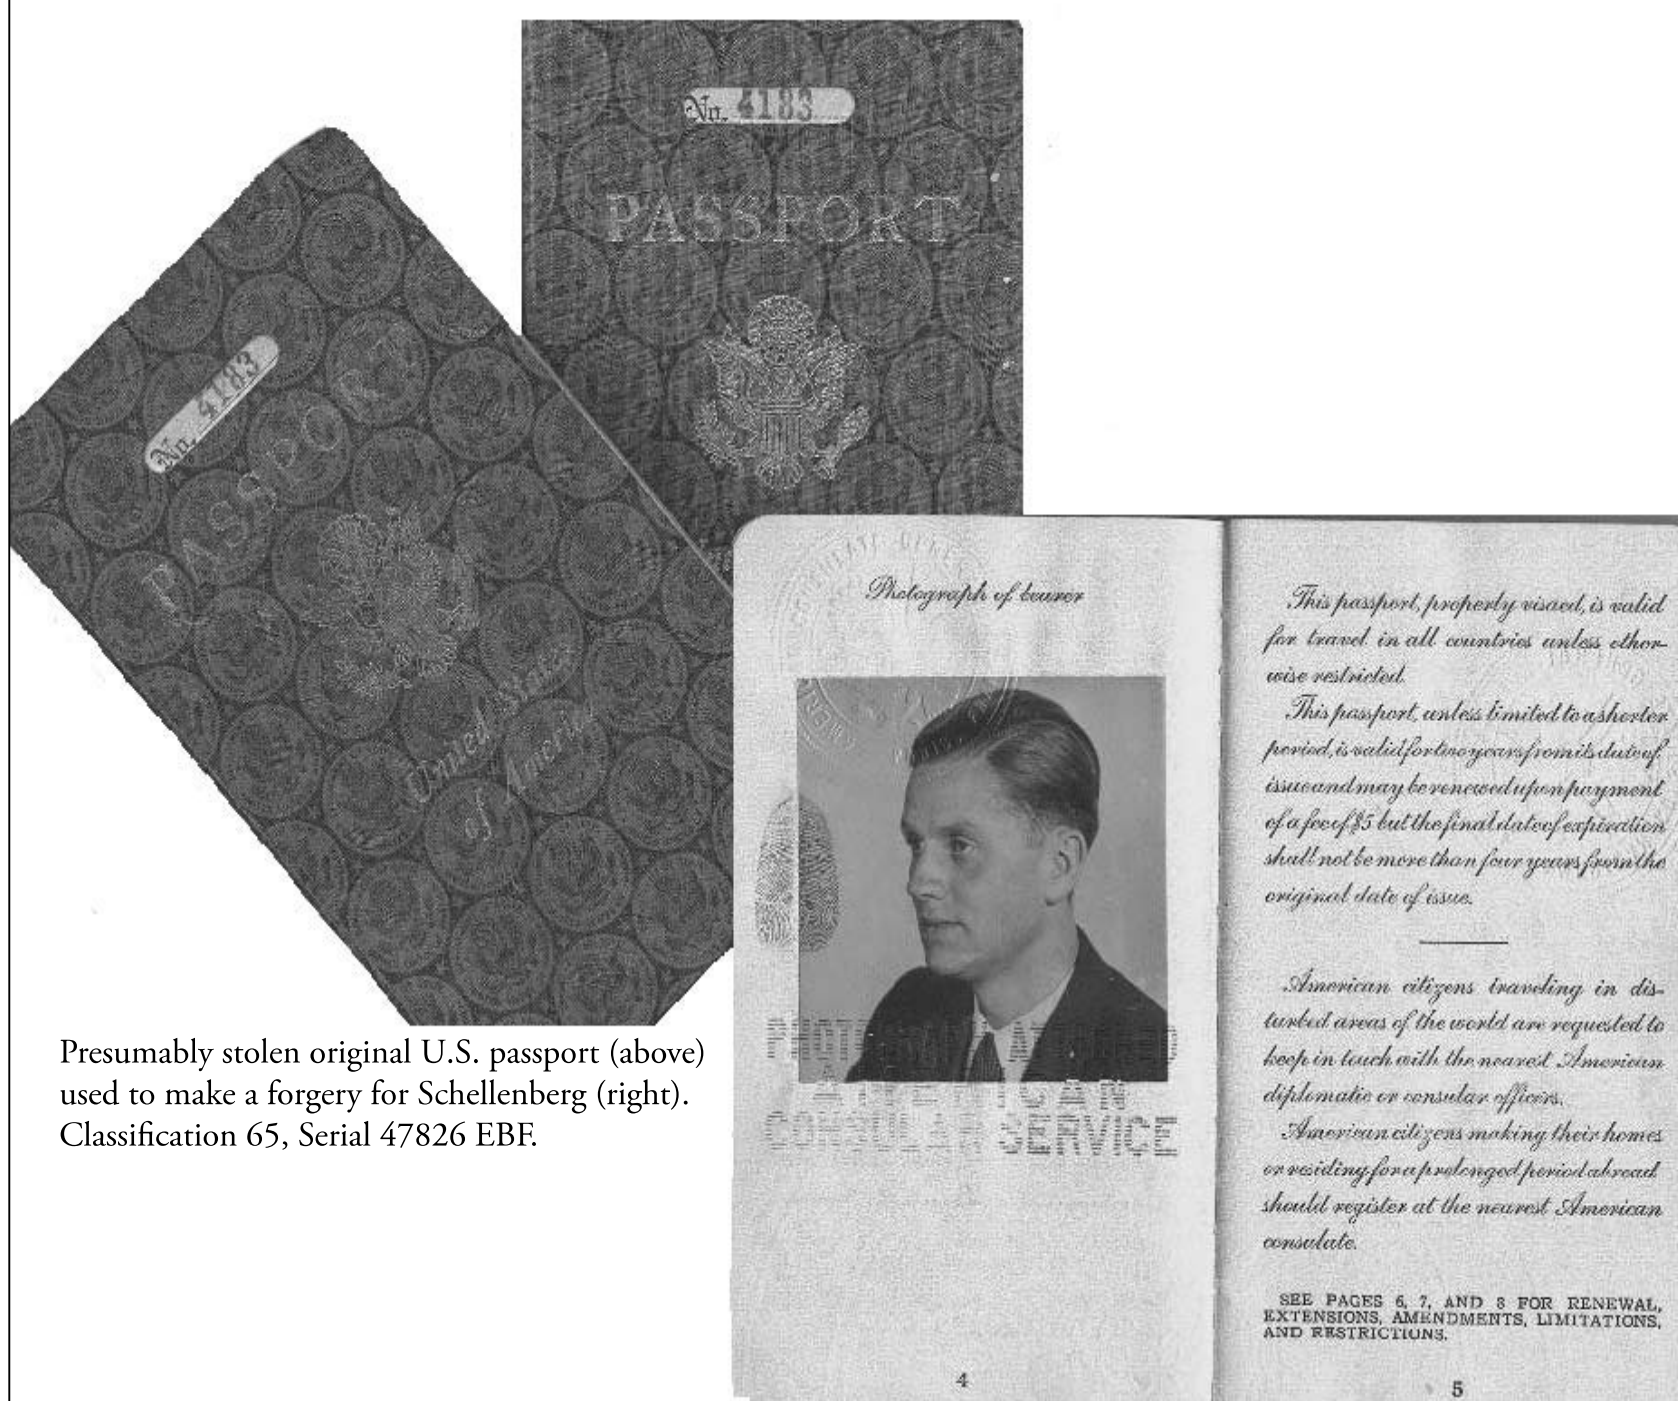 No. 4183
PASSPORT
No. 4183
PASSPORT
United States
of America
Presumably stolen original U.S. passport (above)
used to make a forgery for Schellenberg (right).
Classification 65, Serial 47826 EBF.
Photograph of bearer
AMERICAN
CONSULAR SERVICE
4
This passport, properly visaed, is valid
for travel in all countries unless other-
wise restricted.
This passport, unless limited to a shorter
period, is valid for two years from its date of
issue and may be renewed upon payment
of a fee of $5 but the final date of expiration
shall not be more than four years from the
original date of issue.
American citizens traveling in dis-
turbed areas of the world are requested to
keep in touch with the nearest American
diplomatic or consular officers.
American citizens making their homes
or residing for a prolonged period abroad
should register at the nearest American
consulate.
SEE PAGES 6, 7, AND 8 FOR RENEWAL,
EXTENSIONS, AMENDMENTS, LIMITATIONS,
AND RESTRICTIONS.
5